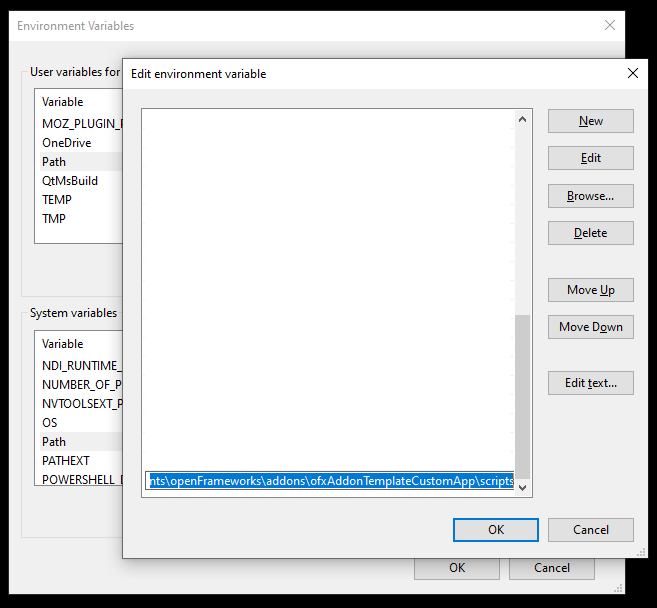 Environment Variables
Edit environment variable
User variables for
Variable
MOZ_PLUGIN_
OneDrive
Path
QtMsBuild
TEMP
TMP
System variables
Variable
NDI_RUNTIME_
NUMBER_OF_P
NVTOOLSEXT_P
OS
Path
PATHEXT
POWERSHELL_D
New
Edit
Browse...
Delete
Move Up
Move Down
Edit text...
nts\openFrameworks\addons\ofxAddonTemplateCustomApp\scripts
OK
Cancel
OK
Cancel